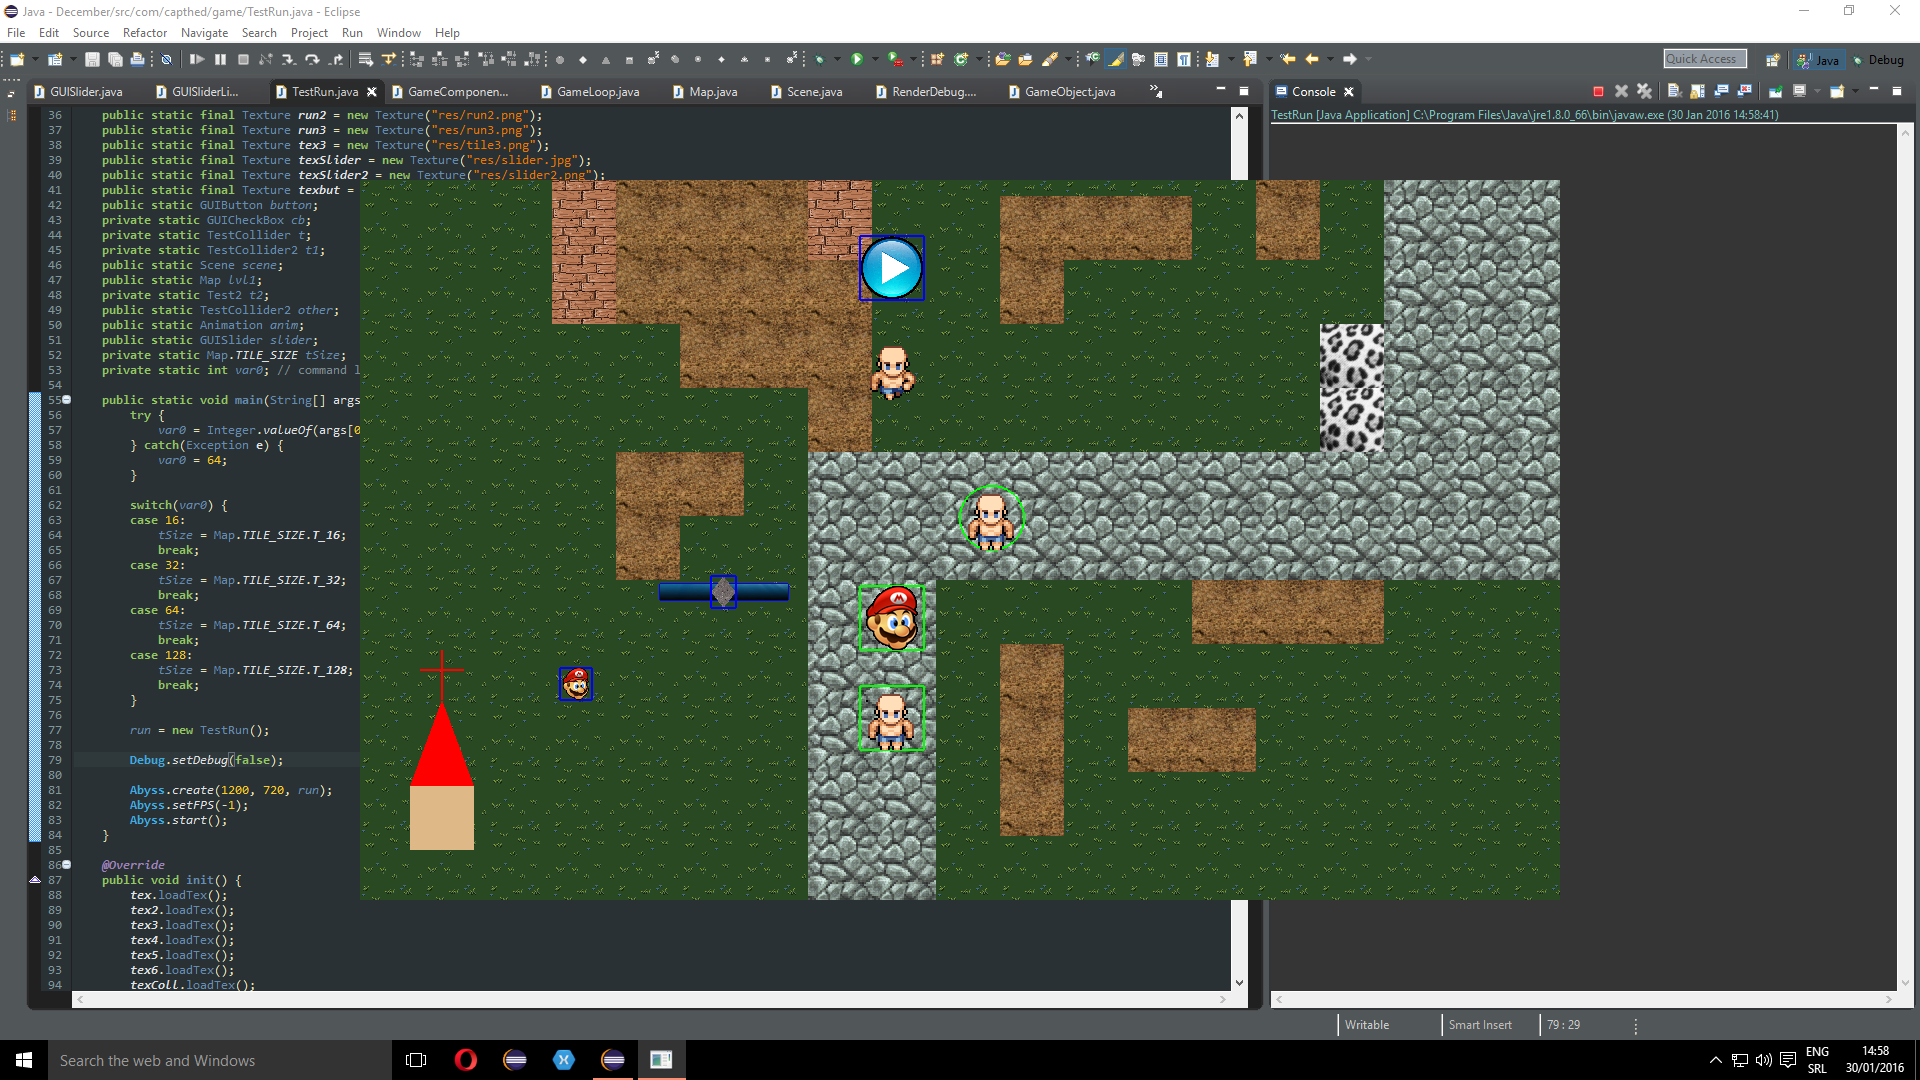 Java - December/src/com/capthed/game/TestRun.java - Eclipse
File Edit Source Refactor Navigate Search Project Run Window Help
Quick Access Java Debug
GUISlider.java GUISliderLi... TestRun.java GameComponen... GameLoop.java Map.java Scene.java RenderDebug.... GameObject.java Console
TestRun [Java Application] C:\Program Files\Java\jre1.8.0_66\bin\javaw.exe (30 Jan 2016 14:58:41)
36 public static final Texture run2 = new Texture("res/run2.png");
37 public static final Texture run3 = new Texture("res/run3.png");
38 public static final Texture tex3 = new Texture("res/tile3.png");
39 public static final Texture texSlider = new Texture("res/slider.jpg");
40 public static final Texture texSlider2 = new Texture("res/slider2.png");
41 public static final Texture texbut =
42 public static GUIButton button;
43 private static GUICheckBox cb;
44 private static TestCollider t;
45 private static TestCollider2 t1;
46 public static Scene scene;
47 public static Map lvl1;
48 private static Test2 t2;
49 public static TestCollider2 other;
50 public static Animation anim;
51 public static GUISlider slider;
52 private static Map.TILE_SIZE tSize;
53 private static int var0; // command l
54
55 public static void main(String[] args
56 try {
57 var0 = Integer.valueOf(args[0
58 } catch(Exception e) {
59 var0 = 64;
60 }
61
62 switch(var0) {
63 case 16:
64 tSize = Map.TILE_SIZE.T_16;
65 break;
66 case 32:
67 tSize = Map.TILE_SIZE.T_32;
68 break;
69 case 64:
70 tSize = Map.TILE_SIZE.T_64;
71 break;
72 case 128:
73 tSize = Map.TILE_SIZE.T_128;
74 break;
75 }
76
77 run = new TestRun();
78
79 Debug.setDebug(false);
80
81 Abyss.create(1200, 720, run);
82 Abyss.setFPS(-1);
83 Abyss.start();
84 }
85
86 @Override
87 public void init() {
88 tex.loadTex();
89 tex2.loadTex();
90 tex3.loadTex();
91 tex4.loadTex();
92 tex5.loadTex();
93 tex6.loadTex();
94 texColl.loadTex();
Writable Smart Insert 79 : 29
Search the web and Windows
ENG 14:58
SRL 30/01/2016